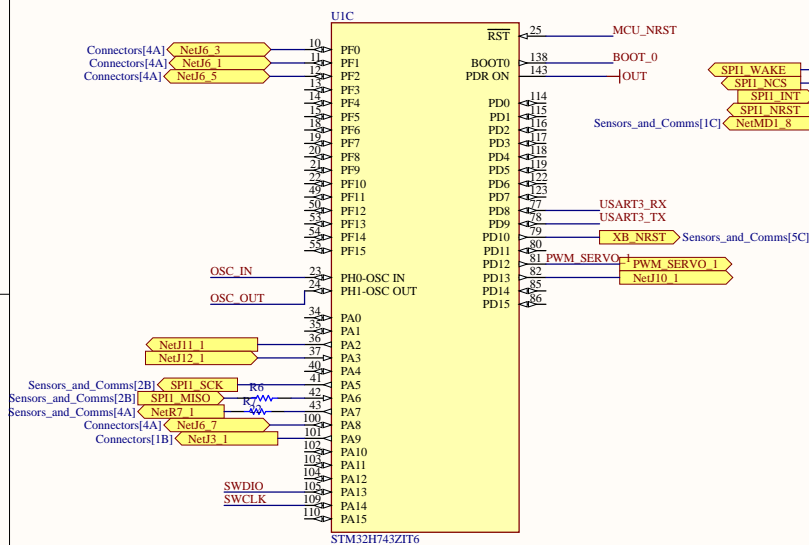 U1C
10 PF0
11 PF1
12 PF2
13 PF3
14 PF4
15 PF5
18 PF6
19 PF7
20 PF8
21 PF9
22 PF10
49 PF11
50 PF12
53 PF13
54 PF14
55 PF15
23 PH0-OSC IN
24 PH1-OSC OUT
34 PA0
35 PA1
36 PA2
37 PA3
40 PA4
41 PA5
42 PA6
43 PA7
100 PA8
101 PA9
102 PA10
103 PA11
104 PA12
105 PA13
109 PA14
110 PA15
Connectors[4A] NetJ6_3
Connectors[4A] NetJ6_1
Connectors[4A] NetJ6_5
OSC_IN
OSC_OUT
NetJ11_1
NetJ12_1
Sensors_and_Comms[2B] SPI1_SCK
R6
Sensors_and_Comms[2B] SPI1_MISO
Sensors_and_Comms[4A] NetR7_1
Connectors[4A] NetJ6_7
Connectors[1B] NetJ3_1
SWDIO
SWCLK
RST 25 MCU_NRST
BOOT0 138 BOOT_0
PDR ON 143 OUT
PD0 114
PD1 115
PD2 116
PD3 117
PD4 118
PD5 119
PD6 122
PD7 123
PD8 77 USART3_RX
PD9 78 USART3_TX
PD10 79 XB_NRST Sensors_and_Comms[5C]
PD11 80
PD12 81 PWM_SERVO_1 PWM_SERVO_1
PD13 82 NetJ10_1
PD14 85
PD15 86
SPI1_WAKE
SPI1_NCS
SPI1_INT
SPI1_NRST
Sensors_and_Comms[1C] NetMD1_8
STM32H743ZIT6